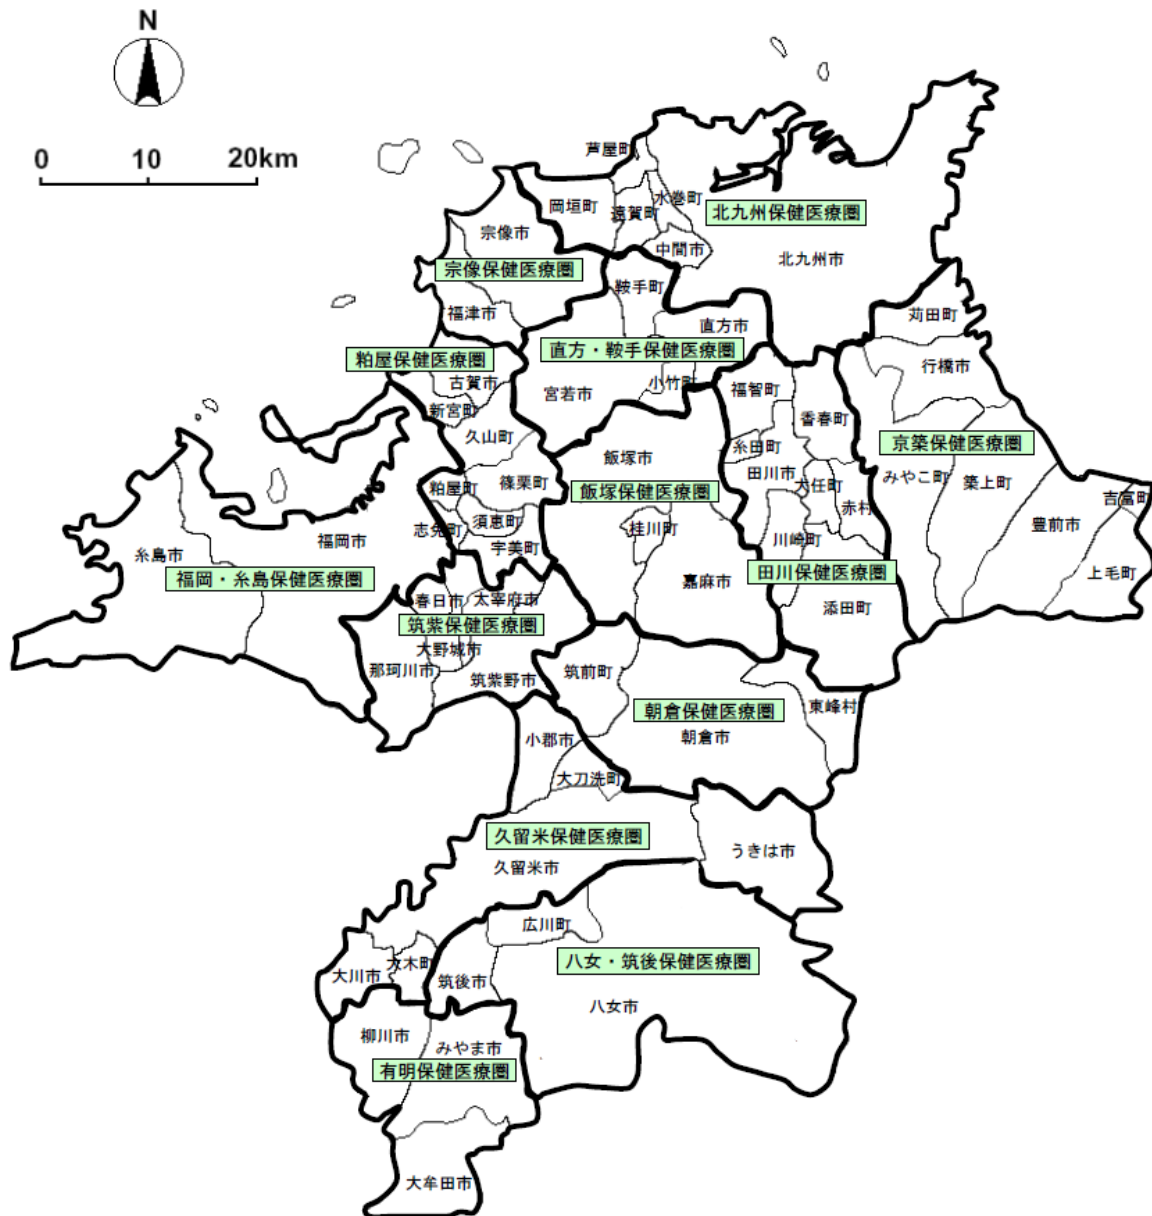 N
0 10 20km
芦屋町
岡垣町
遠賀町
水巻町
北九州保健医療圏
宗像市
中間市
北九州市
宗像保健医療圏
鞍手町
福津市
直方市
苅田町
粕屋保健医療圏
直方・鞍手保健医療圏
行橋市
古賀市
宮若市
小竹町
福智町
新宮町
香春町
久山町
糸田町
京築保健医療圏
飯塚市
田川市
みやこ町
築上町
粕屋町
篠栗町
飯塚保健医療圏
大任町
赤村
吉富町
志免町
須恵町
桂川町
豊前市
福岡市
宇美町
川崎町
糸島市
福岡・糸島保健医療圏
嘉麻市
田川保健医療圏
上毛町
春日市
太宰府市
添田町
筑紫保健医療圏
大野城市
那珂川市
筑紫野市
筑前町
朝倉保健医療圏
東峰村
朝倉市
小郡市
大刀洗町
久留米保健医療圏
うきは市
久留米市
広川町
八女・筑後保健医療圏
大川市
大木町
筑後市
八女市
柳川市
みやま市
有明保健医療圏
大牟田市